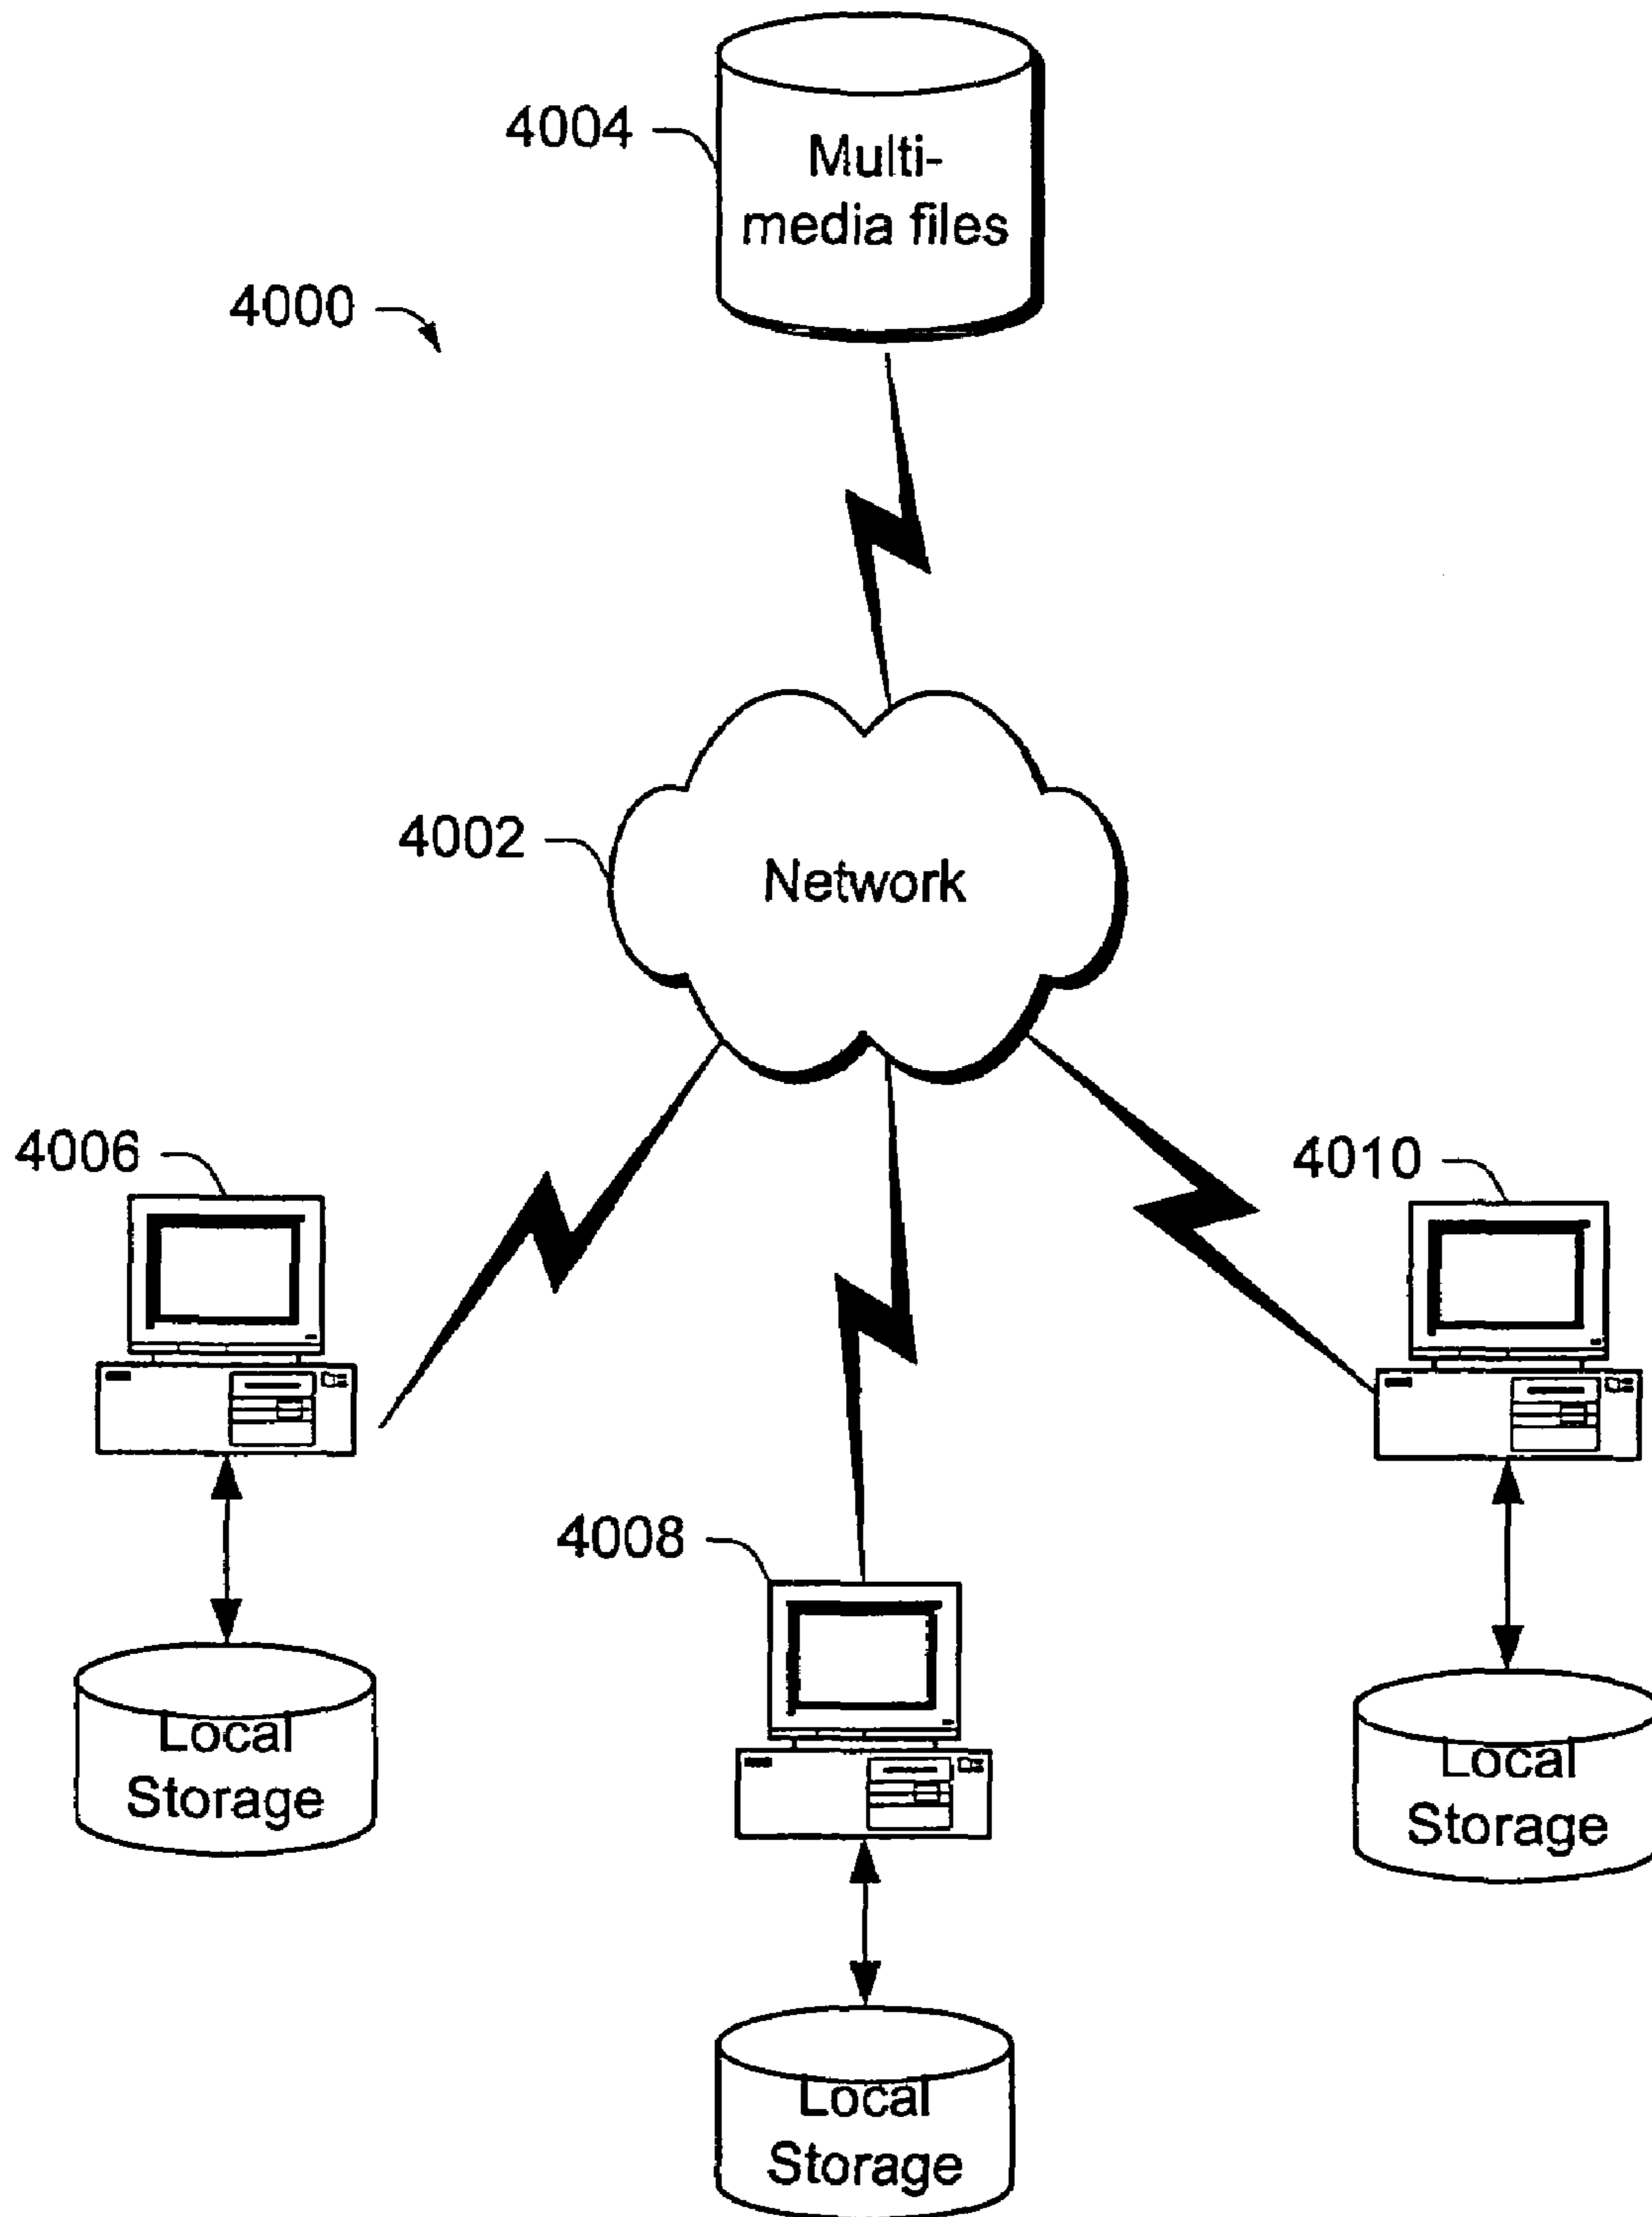 4004
Multi-
media files
4000
4002
Network
4006
4010
4008
Local
Storage
Local
Storage
Local
Storage